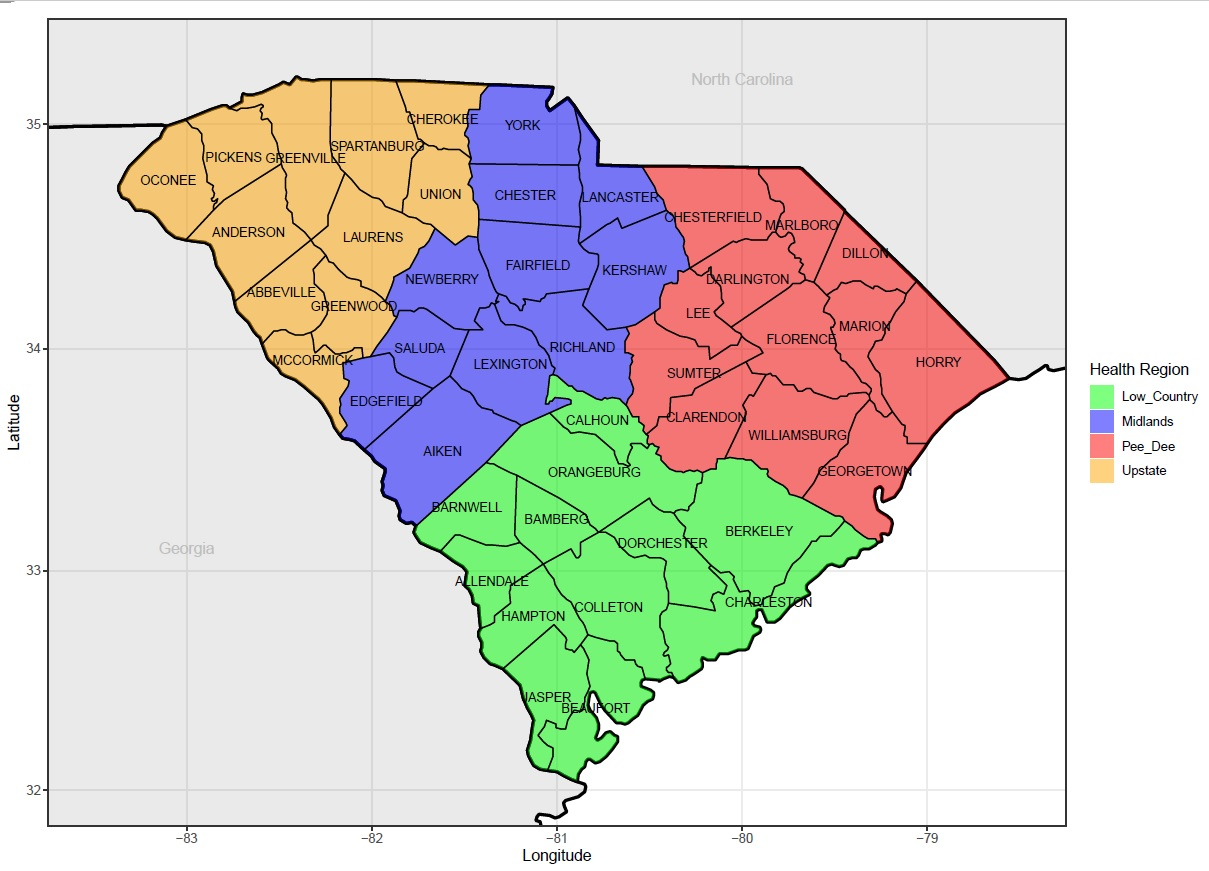 North Carolina
35
CHEROKEE
YORK
SPARTANBURG
PICKENS
GREENVILLE
OCONEE
UNION
CHESTER
LANCASTER
CHESTERFIELD
MARLBORO
ANDERSON
LAURENS
DILLON
FAIRFIELD
KERSHAW
NEWBERRY
DARLINGTON
ABBEVILLE
GREENWOOD
LEE
MARION
FLORENCE
34
SALUDA
RICHLAND
MCCORMICK
LEXINGTON
HORRY
SUMTER
EDGEFIELD
CALHOUN
CLARENDON
WILLIAMSBURG
AIKEN
ORANGEBURG
GEORGETOWN
BARNWELL
BAMBERG
BERKELEY
DORCHESTER
Georgia
33
ALLENDALE
CHARLESTON
HAMPTON
COLLETON
JASPER
BEAUFORT
32
−83
−82
−81
−80
−79
Longitude
Latitude
Health Region
Low_Country
Midlands
Pee_Dee
Upstate